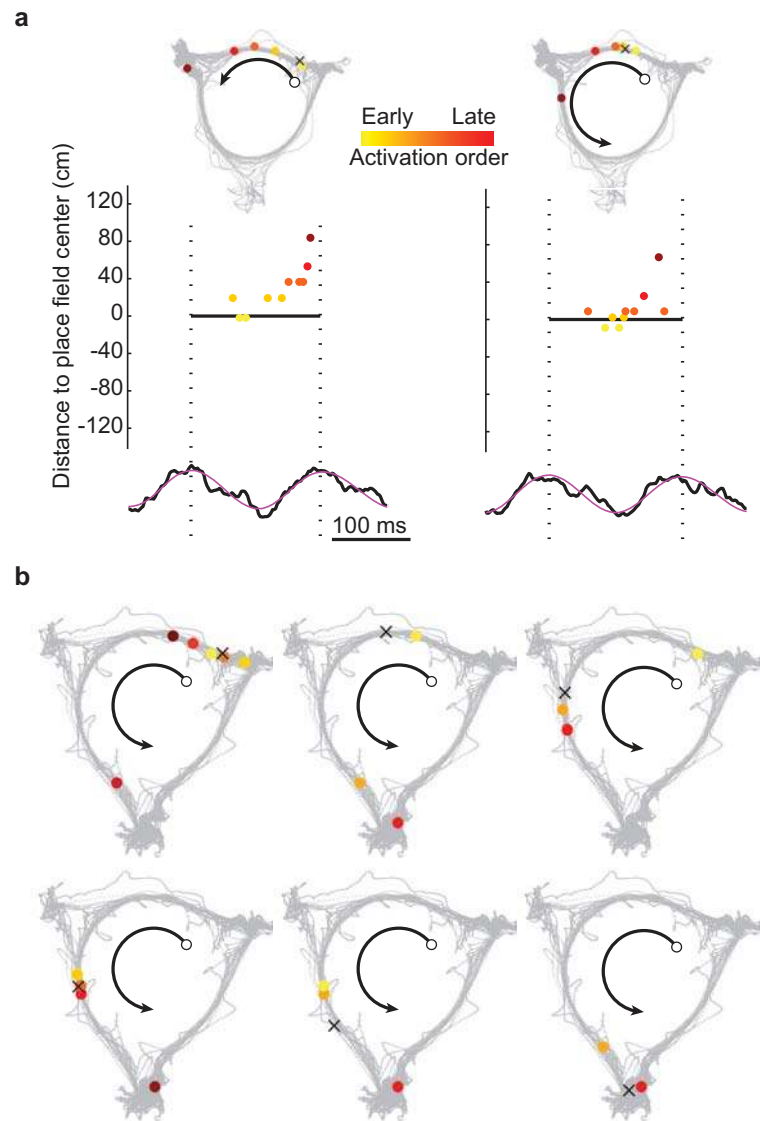 a
Early Late
Activation order
Distance to place field center (cm)
120
80
40
0
-40
-80
-120
100 ms
b